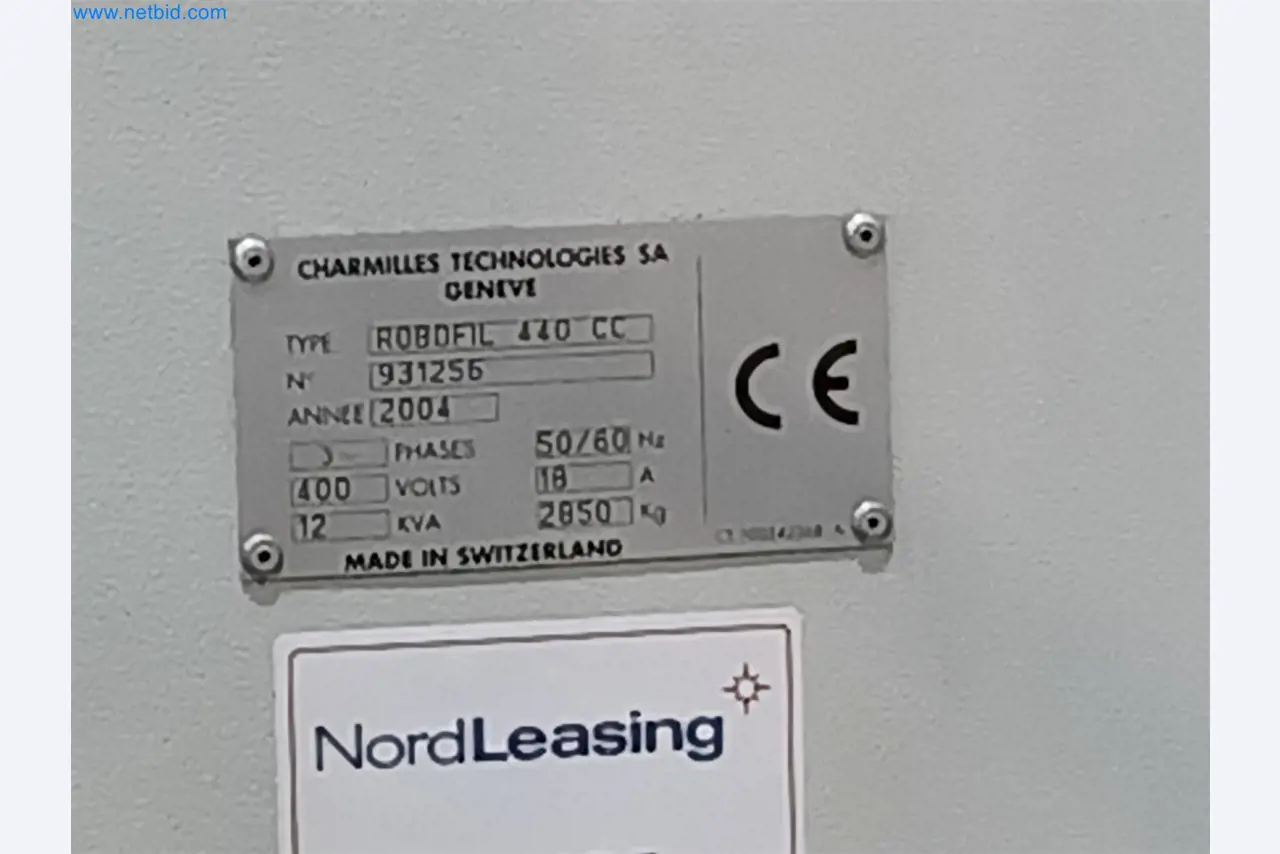 www.netbid.com
CHARMILLES TECHNOLOGIES SA
GENEVE
TYPE ROBOFIL 440 CC
N° 931256
ANNEE 2004
PHASES 50/60 Hz
400 VOLTS 18 A
12 KVA 2850 Kg
MADE IN SWITZERLAND
CE
NordLeasing